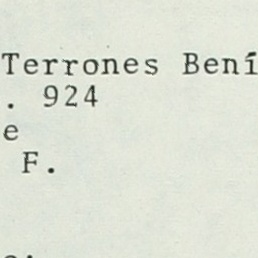 Terrones Bení
. 924
e
F.